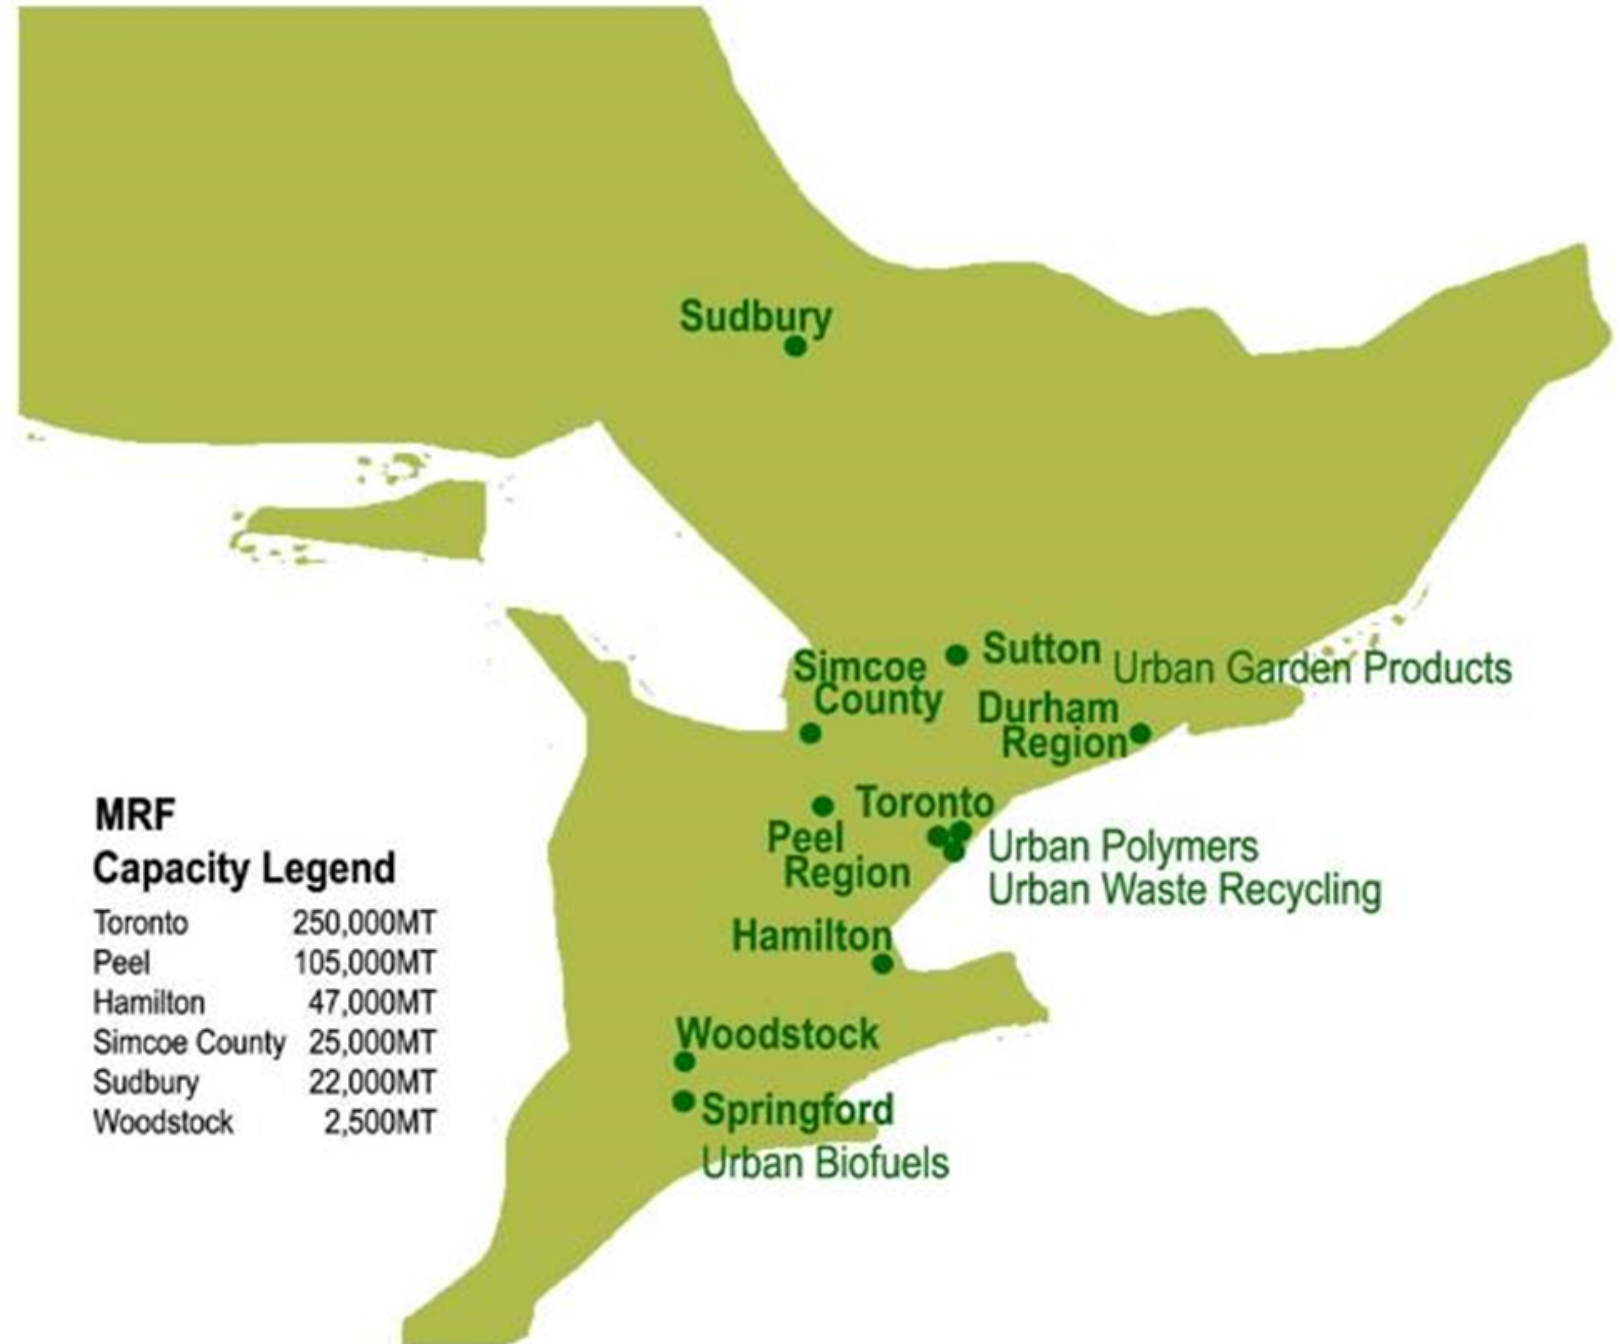 Sudbury
Sutton
Urban Garden Products
Simcoe
County
Durham
Region
Toronto
Peel
Region
Urban Polymers
Urban Waste Recycling
Hamilton
Woodstock
Springford
Urban Biofuels
MRF
Capacity Legend
Toronto 250,000MT
Peel 105,000MT
Hamilton 47,000MT
Simcoe County 25,000MT
Sudbury 22,000MT
Woodstock 2,500MT